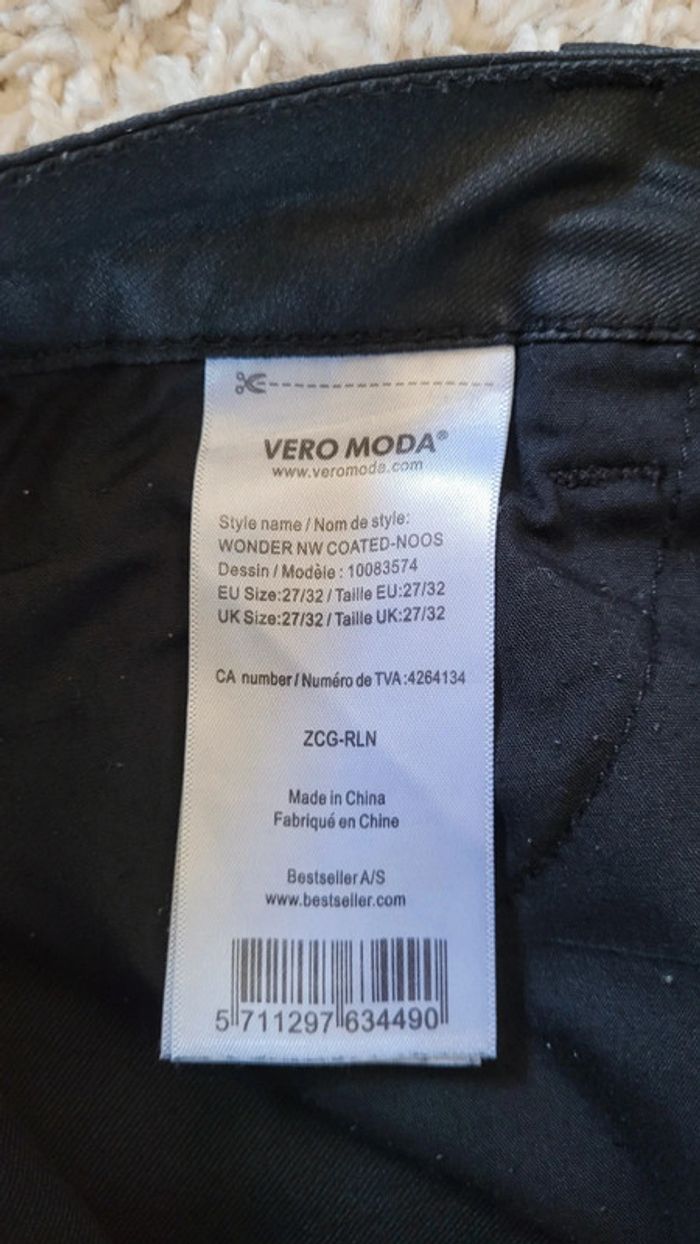 VERO MODA®
www.veromoda.com
Style name / Nom de style:
WONDER NW COATED-NOOS
Dessin / Modèle : 10083574
EU Size:27/32 / Taille EU:27/32
UK Size:27/32 / Taille UK:27/32
CA number / Numéro de TVA :4264134
ZCG-RLN
Made in China
Fabriqué en Chine
Bestseller A/S
www.bestseller.com
5 711297 634490